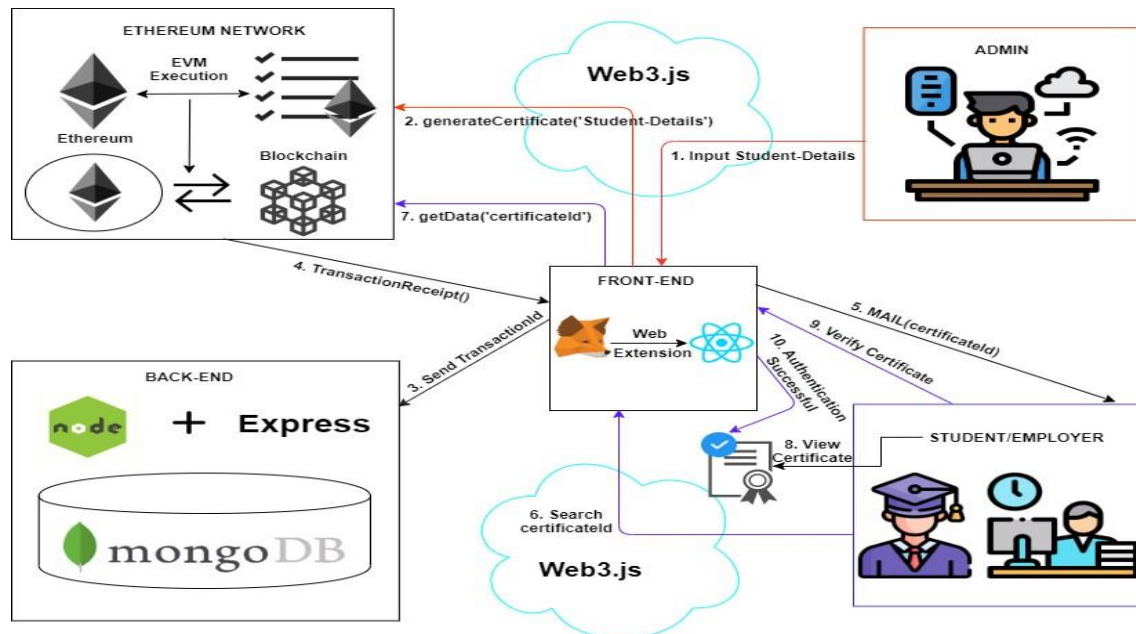 ETHEREUM NETWORK
EVM
Execution
Ethereum
Blockchain
Web3.js
2. generateCertificate('Student-Details')
1. Input Student-Details
ADMIN
7. getData('certificateId')
4. TransactionReceipt()
FRONT-END
Web
Extension
3. Send TransactionId
5. MAIL(certificateId)
9. Verify Certificate
10. Authentication
Successful
BACK-END
node
+ Express
mongoDB
STUDENT/EMPLOYER
8. View
Certificate
6. Search
certificateId
Web3.js